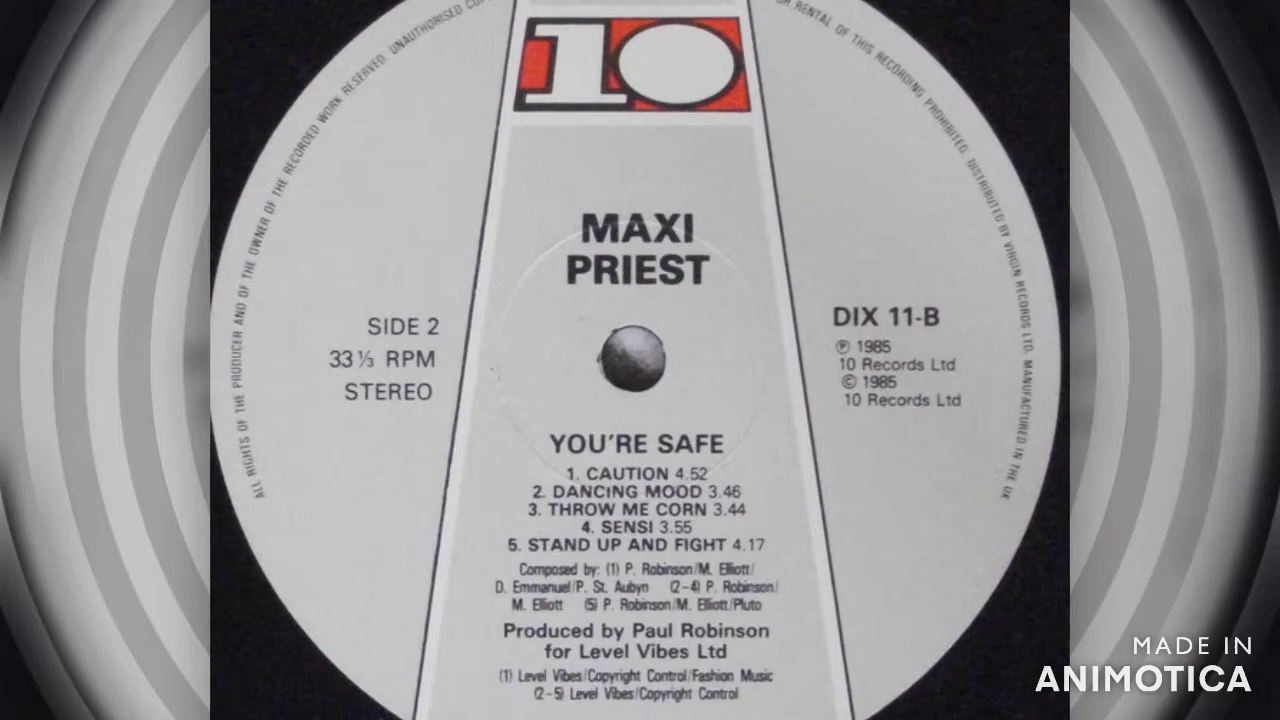 ALL RIGHTS OF THE PRODUCER AND OF THE OWNER OF THE RECORDED WORK RESERVED. UNAUTHORISED
RENTAL OF THIS RECORDING PROHIBITED. DISTRIBUTED BY VIRGIN RECORDS LTD. MANUFACTURED IN THE UK
10
MAXI
PRIEST
SIDE 2
33⅓ RPM
STEREO
DIX 11-B
℗ 1985
10 Records Ltd
© 1985
10 Records Ltd
YOU'RE SAFE
1. CAUTION 4.52
2. DANCING MOOD 3.46
3. THROW ME CORN 3.44
4. SENSI 3.55
5. STAND UP AND FIGHT 4.17
Composed by: (1) P. Robinson/M. Elliott/
D. Emmanuel/P. St. Aubyn (2-4) P. Robinson/
M. Elliott (5) P. Robinson/M. Elliott/Pluto
Produced by Paul Robinson
for Level Vibes Ltd
(1) Level Vibes/Copyright Control/Fashion Music
(2-5) Level Vibes/Copyright Control
MADE IN
ANIMOTICA